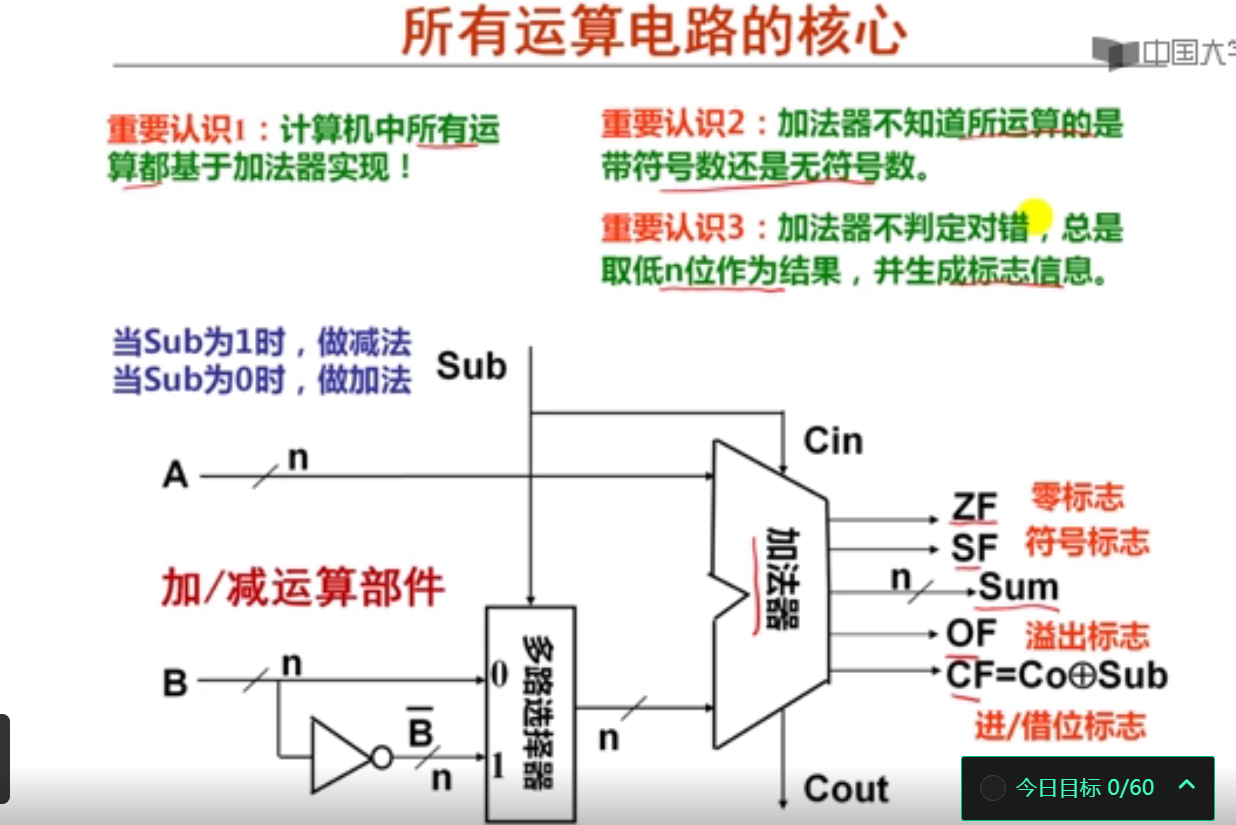 所有运算电路的核心
中国大学
重要认识1：计算机中所有运
算都基于加法器实现！
重要认识2：加法器不知道所运算的是
带符号数还是无符号数。
重要认识3：加法器不判定对错，总是
取低n位作为结果，并生成标志信息。
当Sub为1时，做减法
当Sub为0时，做加法
Sub
Cin
A
n
ZF 零标志
SF 符号标志
n
Sum
OF 溢出标志
CF=Co⊕Sub
进/借位标志
加法器
加/减运算部件
B
n
0
多路选择器
B̅
n
1
n
Cout
今日目标 0/60